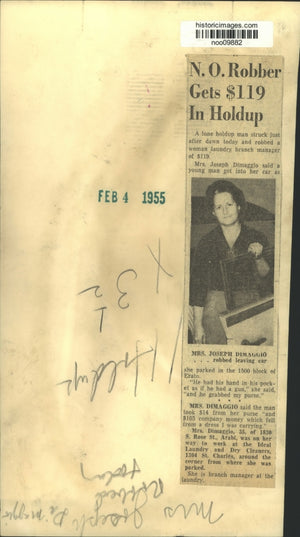 historicimages.com
noo09882
N.O. Robber
Gets $119
In Holdup
A lone holdup man struck just
after dawn today and robbed a
woman laundry branch manager
of $119.
Mrs. Joseph Dimaggio said a
young man got into her car as
MRS. JOSEPH DIMAGGIO
. . . robbed leaving car
she parked in the 1500 block of
Erato.
"He had his hand in his pock-
et as if he had a gun," she said,
"and he grabbed my purse."
MRS. DIMAGGIO said the man
took $14 from her purse "and
$105 company money which fell
from a dress I was carrying."
Mrs. Dimaggio, 35, of 1830
S. Rose St., Arabi, was on her
way to work at the Ideal
Laundry and Dry Cleaners,
1304 St. Charles, around the
corner from where she was
parked.
She is branch manager at the
laundry.
FEB 4 1955
X 3 1/2
Holdup
Mrs
Joseph Dimaggio
Robbed
today